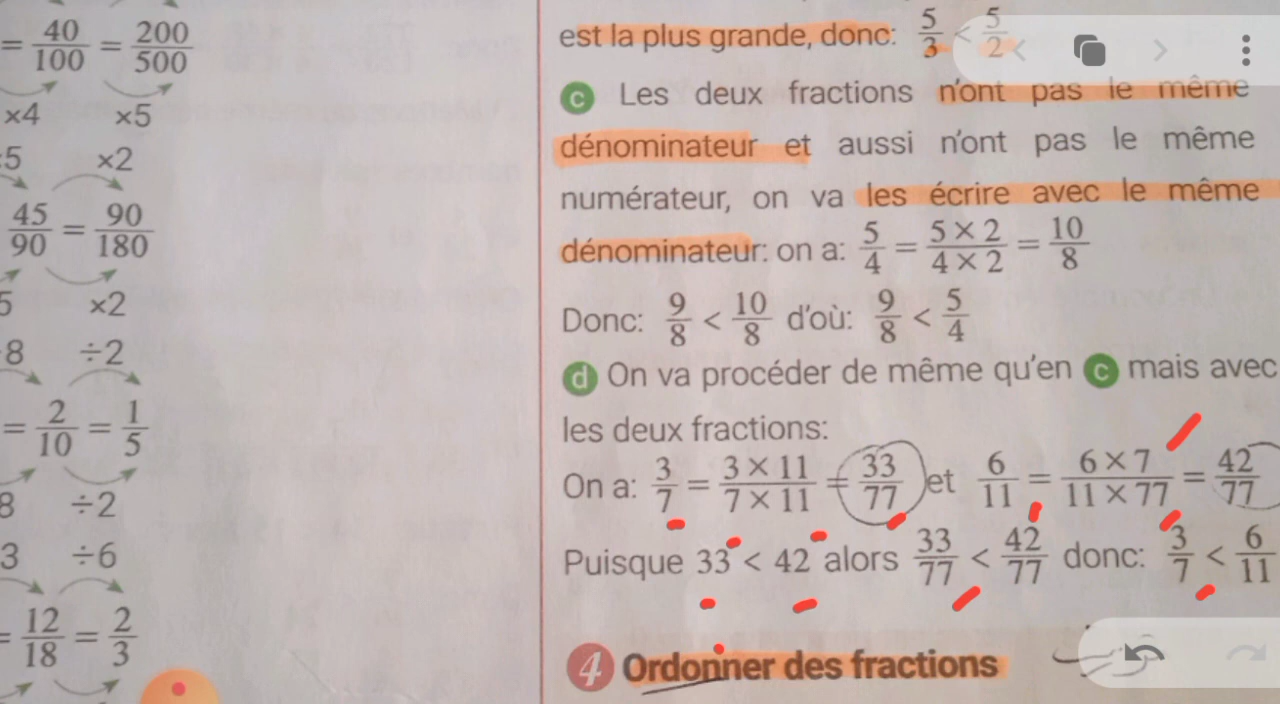 = 40/100 = 200/500
×4 ×5
:5 ×2
45/90 = 90/180
5 ×2
8 ÷2
= 2/10 = 1/5
8 ÷2
3 ÷6
= 12/18 = 2/3
est la plus grande, donc: 5/3 < 5/2
c Les deux fractions n'ont pas le même
dénominateur et aussi n'ont pas le même
numérateur, on va les écrire avec le même
dénominateur: on a: 5/4 = 5 × 2/4 × 2 = 10/8
Donc: 9/8 < 10/8 d'où: 9/8 < 5/4
d On va procéder de même qu'en c mais avec
les deux fractions:
On a: 3/7 = 3 × 11/7 × 11 = 33/77 et 6/11 = 6 × 7/11 × 77 = 42/77
Puisque 33 < 42 alors 33/77 < 42/77 donc: 3/7 < 6/11
4 Ordonner des fractions